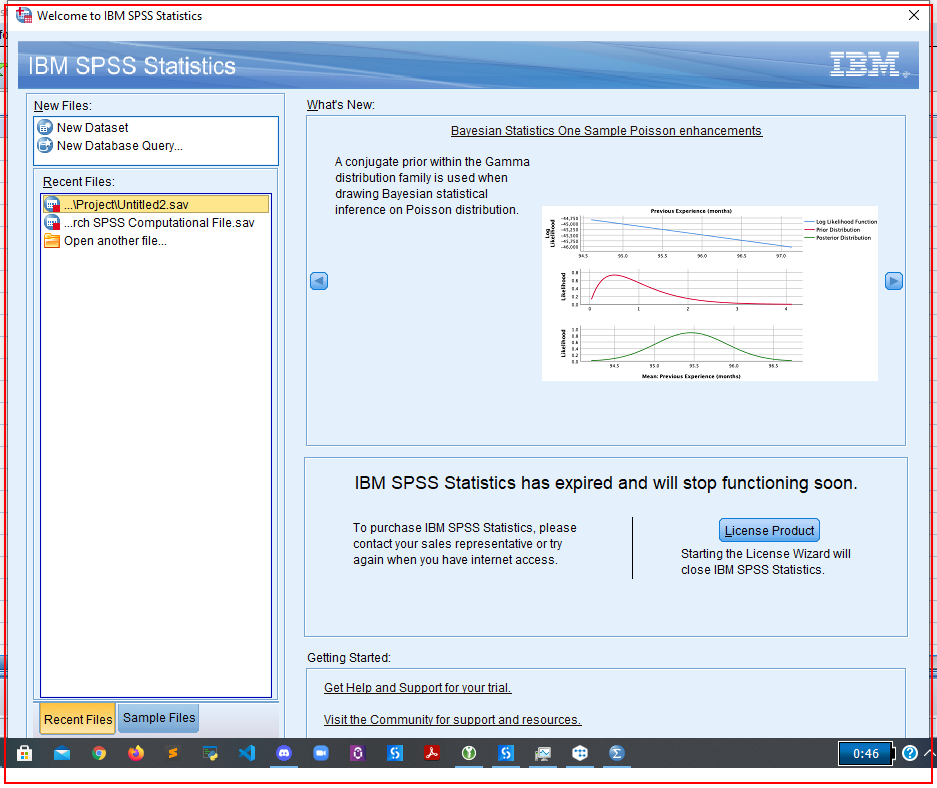 Welcome to IBM SPSS Statistics
IBM SPSS Statistics
IBM
New Files:
New Dataset
New Database Query...
Recent Files:
...\Project\Untitled2.sav
...rch SPSS Computational File.sav
Open another file...
Recent Files
Sample Files
What's New:
Bayesian Statistics One Sample Poisson enhancements
A conjugate prior within the Gamma
distribution family is used when
drawing Bayesian statistical
inference on Poisson distribution.
Previous Experience (months)
Log
Likelihood
-44,750
-45,000
-45,250
-45,500
-45,750
-46,000
94.5 95.0 95.5 96.0 96.5 97.0
Log Likelihood Function
Prior Distribution
Posterior Distribution
Likelihood
0.8
0.6
0.4
0.2
0.0
0 1 2 3 4
Likelihood
1.0
0.8
0.6
0.4
0.2
0.0
94.5 95.0 95.5 96.0 96.5
Mean: Previous Experience (months)
IBM SPSS Statistics has expired and will stop functioning soon.
To purchase IBM SPSS Statistics, please
contact your sales representative or try
again when you have internet access.
License Product
Starting the License Wizard will
close IBM SPSS Statistics.
Getting Started:
Get Help and Support for your trial.
Visit the Community for support and resources.
0:46